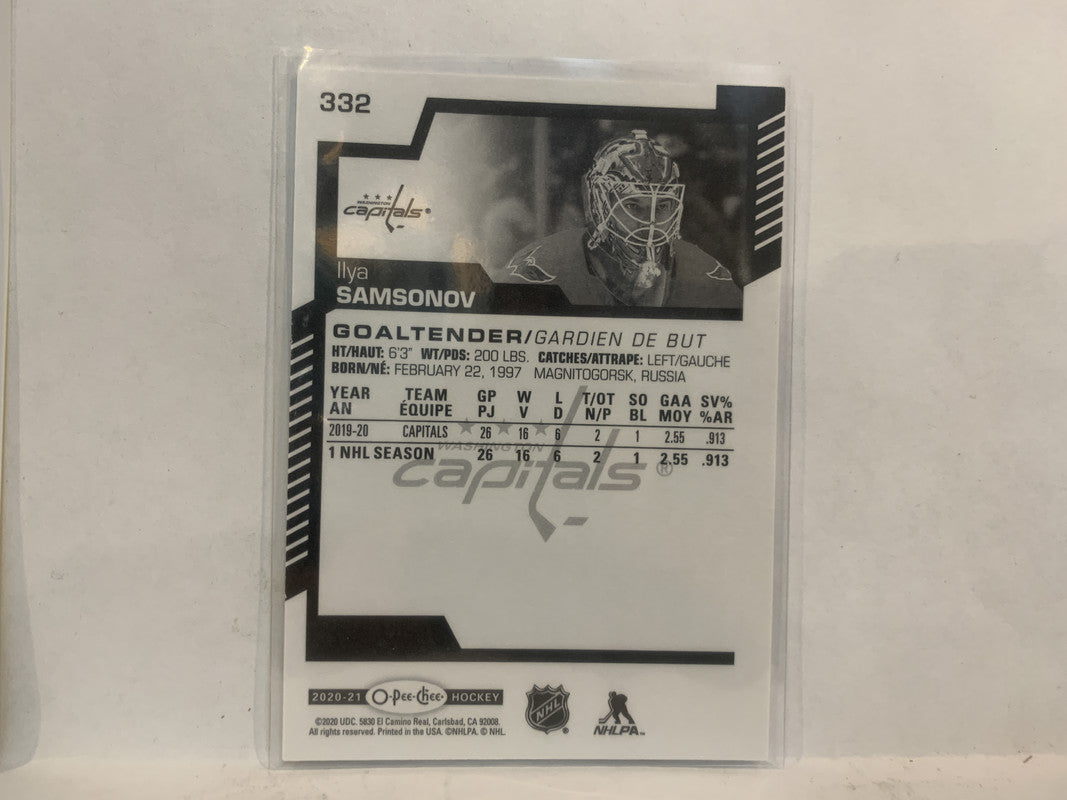 332
WASHINGTON
capitals®
Ilya
SAMSONOV
GOALTENDER/GARDIEN DE BUT
HT/HAUT: 6'3" WT/PDS: 200 LBS. CATCHES/ATTRAPE: LEFT/GAUCHE
BORN/NÉ: FEBRUARY 22, 1997 MAGNITOGORSK, RUSSIA
YEAR TEAM GP W L T/OT SO GAA SV%
AN ÉQUIPE PJ V D N/P BL MOY %AR
2019-20 CAPITALS 26 16 6 2 1 2.55 .913
1 NHL SEASON 26 16 6 2 1 2.55 .913
WASHINGTON
capitals®
2020-21 O-Pee-Chee® HOCKEY
©2020 UDC. 5830 El Camino Real, Carlsbad, CA 92008.
All rights reserved. Printed in the USA. ©NHLPA. © NHL.
NHL®
NHLPA™